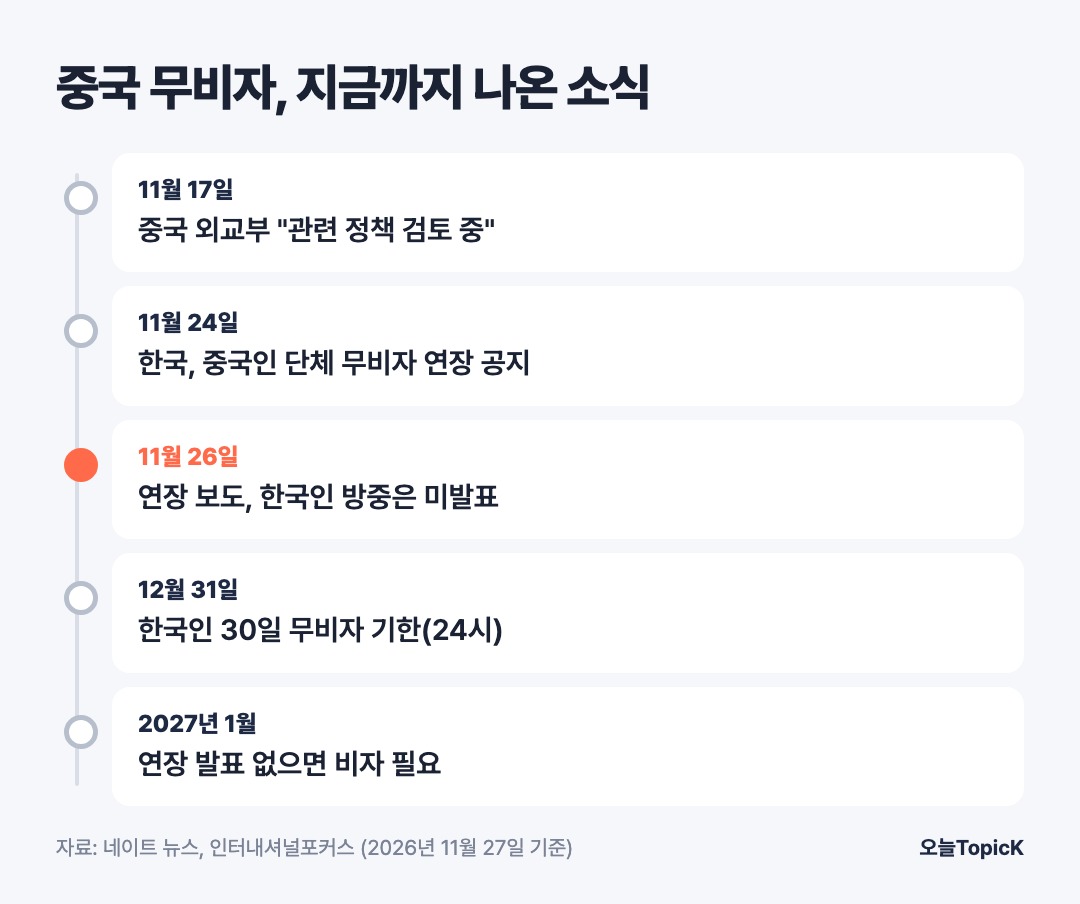 중국 무비자, 지금까지 나온 소식
11월 17일
중국 외교부 "관련 정책 검토 중"
11월 24일
한국, 중국인 단체 무비자 연장 공지
11월 26일
연장 보도, 한국인 방중은 미발표
12월 31일
한국인 30일 무비자 기한(24시)
2027년 1월
연장 발표 없으면 비자 필요
자료: 네이트 뉴스, 인터내셔널포커스 (2026년 11월 27일 기준)
오늘TopicK